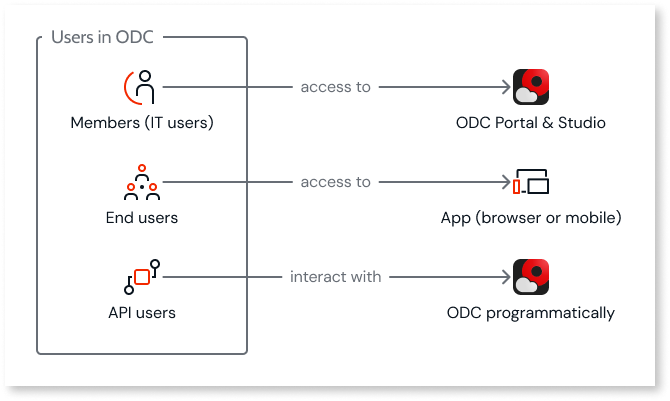 Users in ODC
Members (IT users)
access to
ODC Portal & Studio
End users
access to
App (browser or mobile)
API users
interact with
ODC programmatically